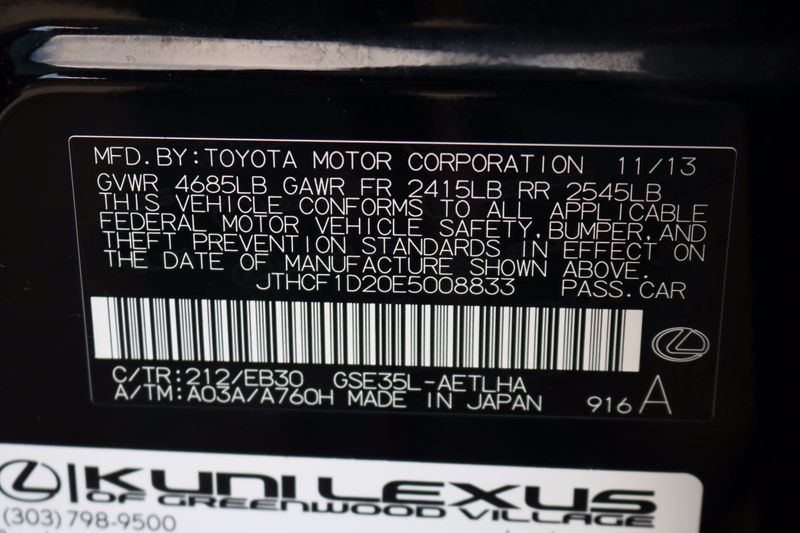 MFD.BY:TOYOTA MOTOR CORPORATION 11/13
GVWR 4685LB GAWR FR 2415LB RR 2545LB
THIS VEHICLE CONFORMS TO ALL APPLICABLE
FEDERAL MOTOR VEHICLE SAFETY,BUMPER,AND
THEFT PREVENTION STANDARDS IN EFFECT ON
THE DATE OF MANUFACTURE SHOWN ABOVE.
JTHCF1D20E5008833 PASS.CAR
C/TR:212/EB30 GSE35L-AETLHA
A/TM:A03A/A760H MADE IN JAPAN 916 A
KUNI LEXUS
OF GREENWOOD VILLAGE
(303) 798-9500